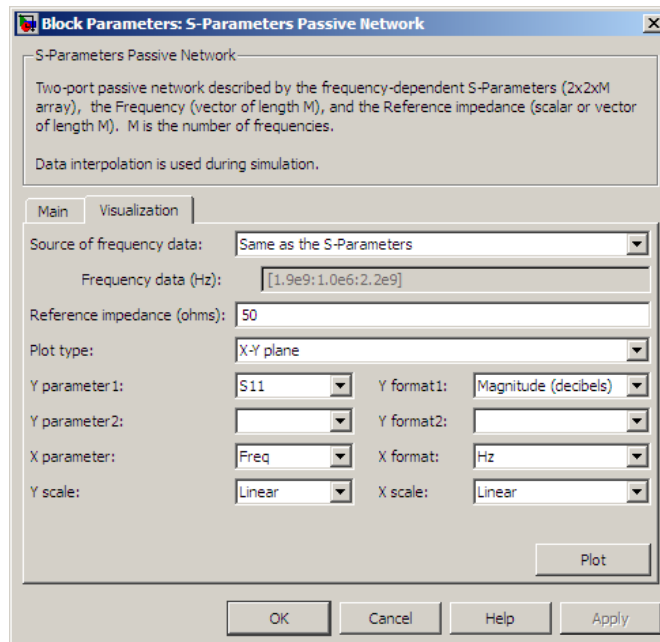 Block Parameters: S-Parameters Passive Network
S-Parameters Passive Network
Two-port passive network described by the frequency-dependent S-Parameters (2x2xM
array),  the Frequency (vector of length M), and the Reference impedance (scalar or vector
of length M).  M is the number of frequencies.
Data interpolation is used during simulation.
Main Visualization
Source of frequency data: Same as the S-Parameters
Frequency data (Hz): [1.9e9:1.0e6:2.2e9]
Reference impedance (ohms): 50
Plot type: X-Y plane
Y parameter1: S11 Y format1: Magnitude (decibels)
Y parameter2: Y format2:
X parameter: Freq X format: Hz
Y scale: Linear X scale: Linear
Plot
OK Cancel Help Apply